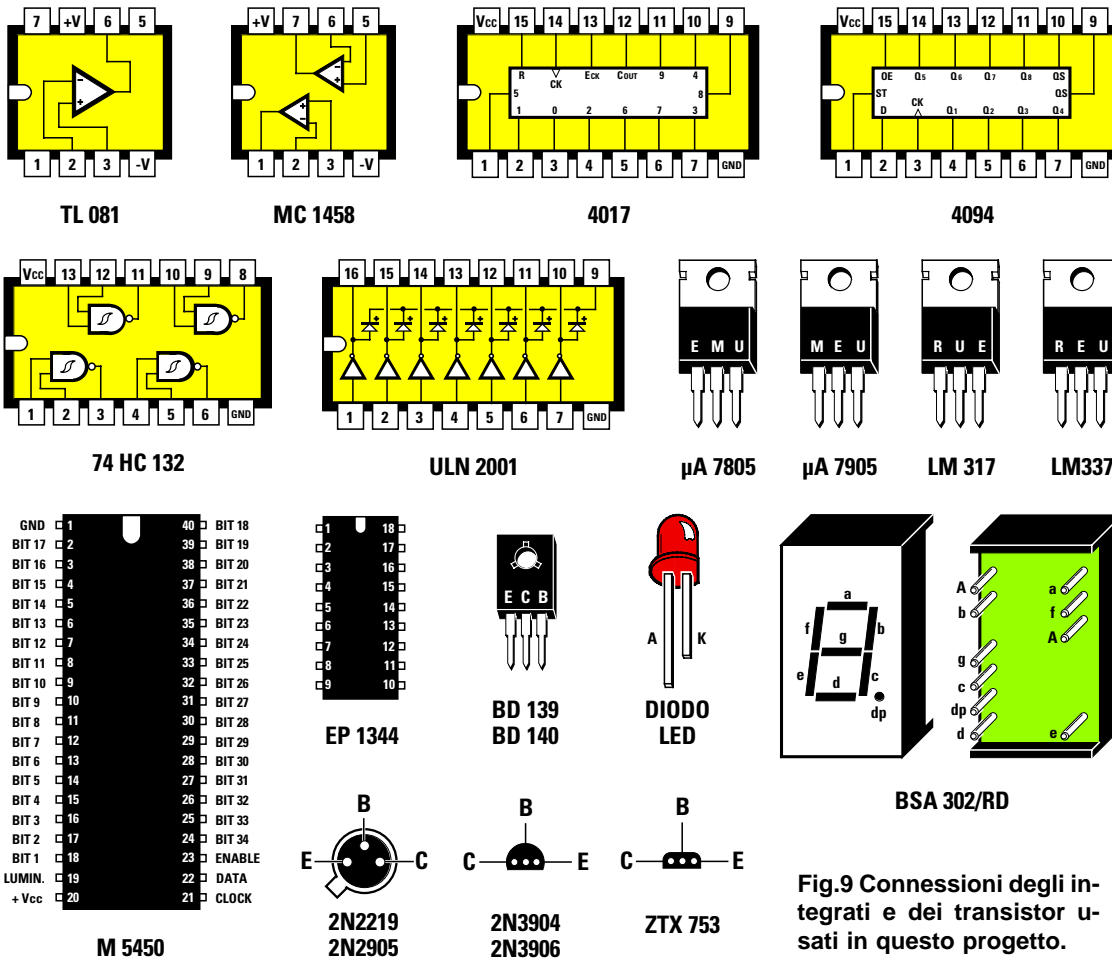 7 +V 6 5
1 2 3 -V
TL 081
+V 7 6 5
1 2 3 -V
MC 1458
Vcc 15 14 13 12 11 10 9
R CK ECK COUT 9 4
5 8
1 0 2 6 7 3
1 2 3 4 5 6 7 GND
4017
Vcc 15 14 13 12 11 10 9
OE Q5 Q6 Q7 Q8 QS
ST QS
D CK Q1 Q2 Q3 Q4
1 2 3 4 5 6 7 GND
4094
Vcc 13 12 11 10 9 8
1 2 3 4 5 6 GND
74 HC 132
16 15 14 13 12 11 10 9
1 2 3 4 5 6 7 GND
ULN 2001
E M U
µA 7805
M E U
µA 7905
R U E
LM 317
R E U
LM337
GND 1 40 BIT 18
BIT 17 2 39 BIT 19
BIT 16 3 38 BIT 20
BIT 15 4 37 BIT 21
BIT 14 5 36 BIT 22
BIT 13 6 35 BIT 23
BIT 12 7 34 BIT 24
BIT 11 8 33 BIT 25
BIT 10 9 32 BIT 26
BIT 9 10 31 BIT 27
BIT 8 11 30 BIT 28
BIT 7 12 29 BIT 29
BIT 6 13 28 BIT 30
BIT 5 14 27 BIT 31
BIT 4 15 26 BIT 32
BIT 3 16 25 BIT 33
BIT 2 17 24 BIT 34
BIT 1 18 23 ENABLE
LUMIN. 19 22 DATA
+ Vcc 20 21 CLOCK
M 5450
1 18
2 17
3 16
4 15
5 14
6 13
7 12
8 11
9 10
EP 1344
E C B
BD 139
BD 140
A K
DIODO
LED
a
f b
g
e c
d
dp
A a
b f
A
g
c
dp
d e
BSA 302/RD
B
E C
2N2219
2N2905
B
C E
2N3904
2N3906
B
C E
ZTX 753
Fig.9 Connessioni degli in-
tegrati e dei transistor u-
sati in questo progetto.